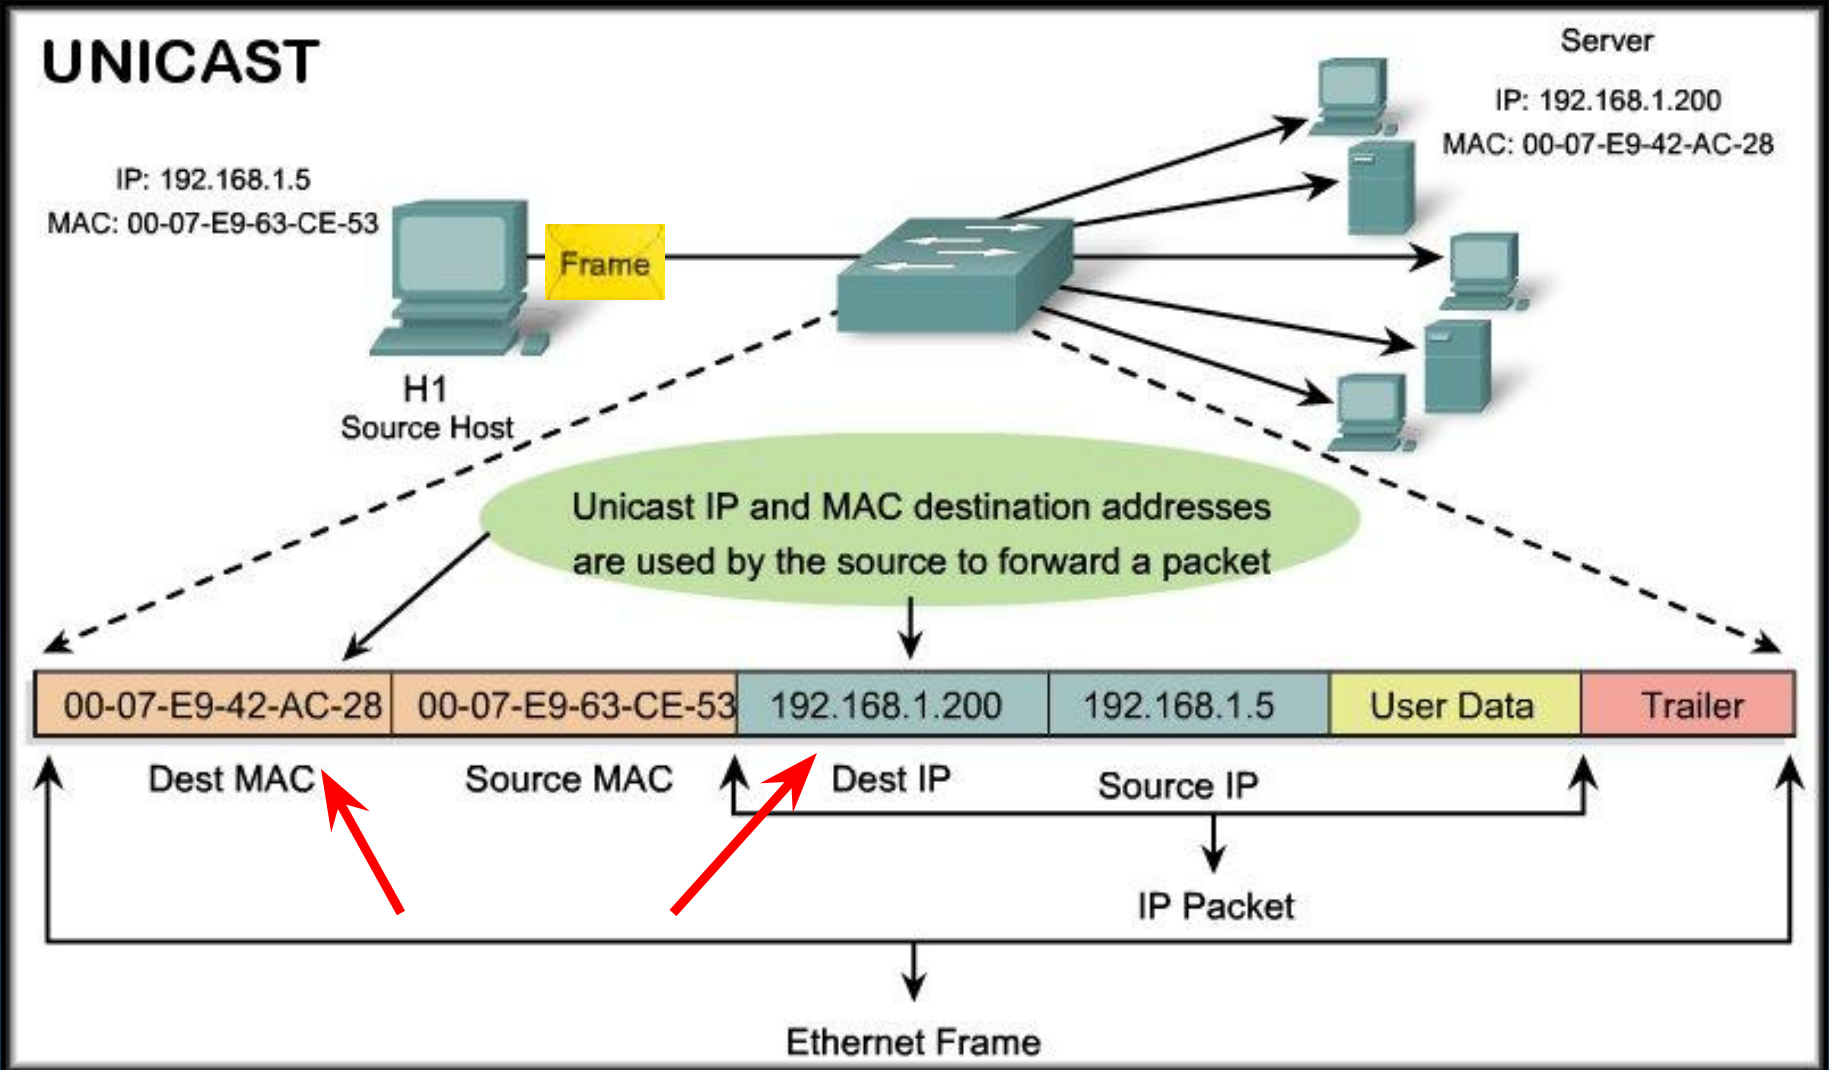 UNICAST
Server
IP: 192.168.1.200
MAC: 00-07-E9-42-AC-28
IP: 192.168.1.5
MAC: 00-07-E9-63-CE-53
Frame
H1
Source Host
Unicast IP and MAC destination addresses
are used by the source to forward a packet
00-07-E9-42-AC-28 00-07-E9-63-CE-53 192.168.1.200 192.168.1.5 User Data Trailer
Dest MAC Source MAC Dest IP Source IP
IP Packet
Ethernet Frame